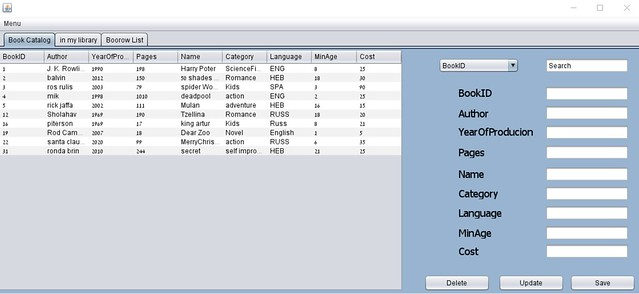 Menu
Book Catalog in my library Boorow List
BookID Author YearOfPro... Pages Name Category Language MinAge Cost
1 J. K. Rowli... 1990 198 Harry Poter ScienceFi... ENG 8 25
2 balvin 2012 150 50 shades ... Romance HEB 18 30
3 ros rulis 2003 79 spider Wo... Kids SPA 3 90
4 mik 1998 1010 deadpool action ENG 2 25
5 rick jaffa 2002 111 Mulan adventure HEB 16 15
12 Sholahav 1969 190 Tzellina Romance RUSS 18 20
16 piterson 1969 17 king artur Kids Russ 8 21
19 Rod Cam... 2007 18 Dear Zoo Novel English 1 5
22 santa clau... 2020 99 MerryChris... action RUSS 6 35
31 ronda brin 2010 244 secret self impro... HEB 21 25
BookID Search
BookID
Author
YearOfProducion
Pages
Name
Category
Language
MinAge
Cost
Delete Update Save